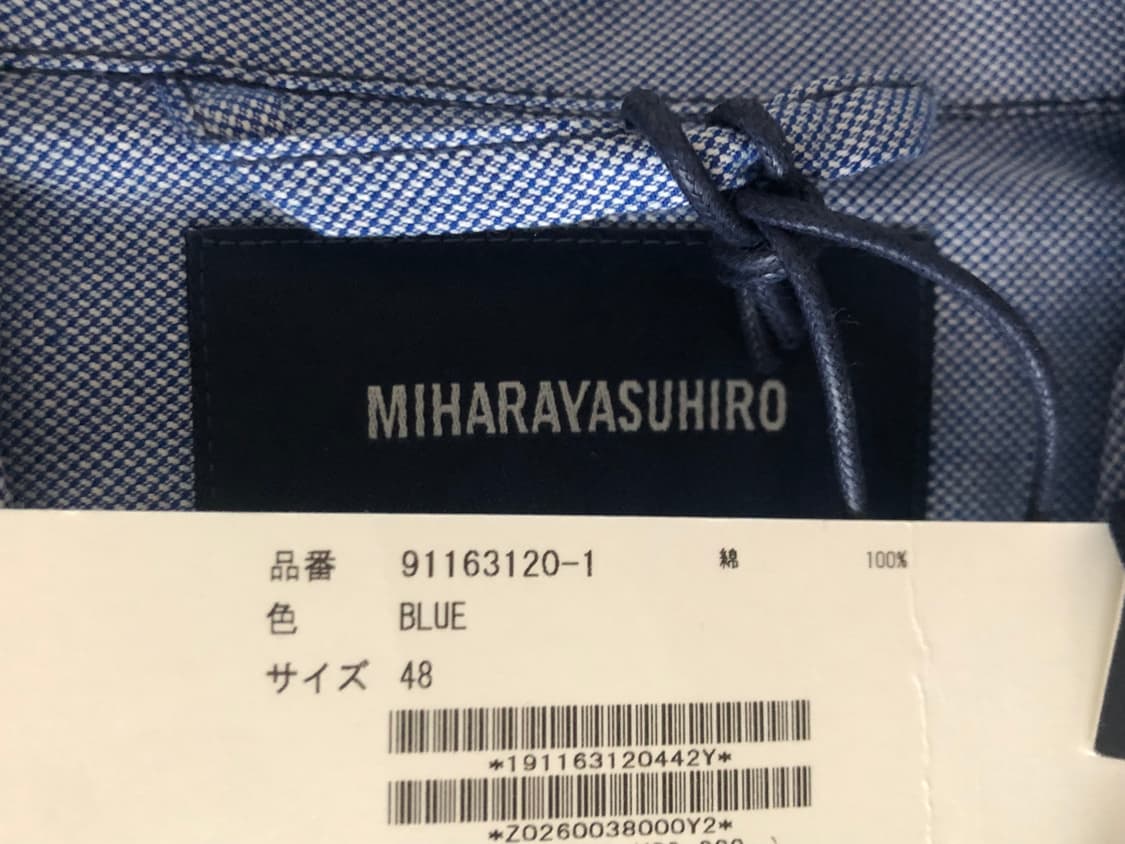 MIHARAYASUHIRO
品番 91163120-1 綿 100%
色 BLUE
サイズ 48
*191163120442Y*
*Z0260038000Y2*